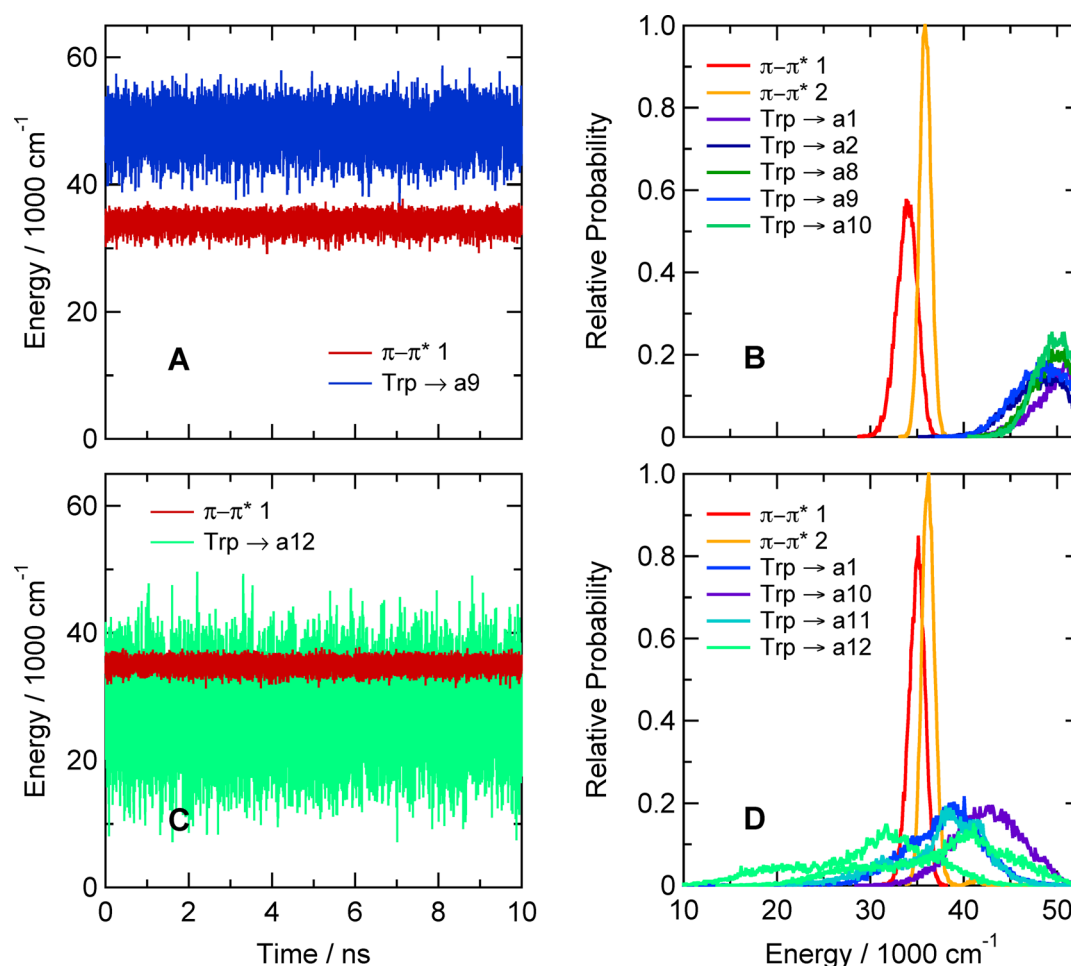 60
40
20
0
Energy / 1000 cm⁻¹
A
π–π* 1
Trp → a9
1.0
0.8
0.6
0.4
0.2
0
Relative Probability
π–π* 1
π–π* 2
Trp → a1
Trp → a2
Trp → a8
Trp → a9
Trp → a10
B
60
40
20
0
Energy / 1000 cm⁻¹
π–π* 1
Trp → a12
C
0 2 4 6 8 10
Time / ns
1.0
0.8
0.6
0.4
0.2
0
Relative Probability
π–π* 1
π–π* 2
Trp → a1
Trp → a10
Trp → a11
Trp → a12
D
10 20 30 40 50
Energy / 1000 cm⁻¹